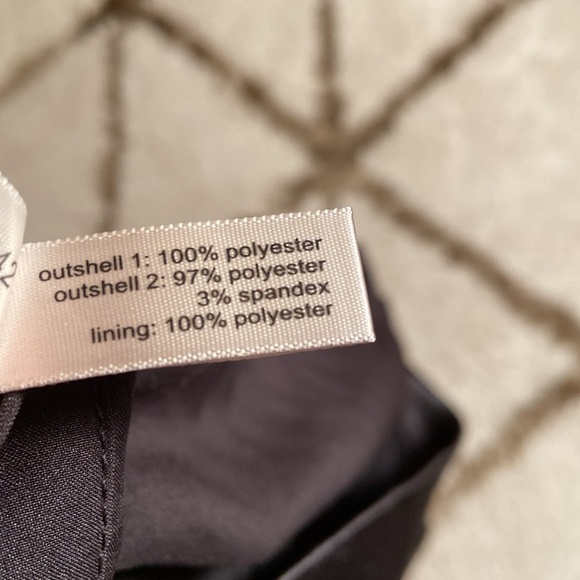 outshell 1: 100% polyester
outshell 2: 97% polyester
3% spandex
lining: 100% polyester